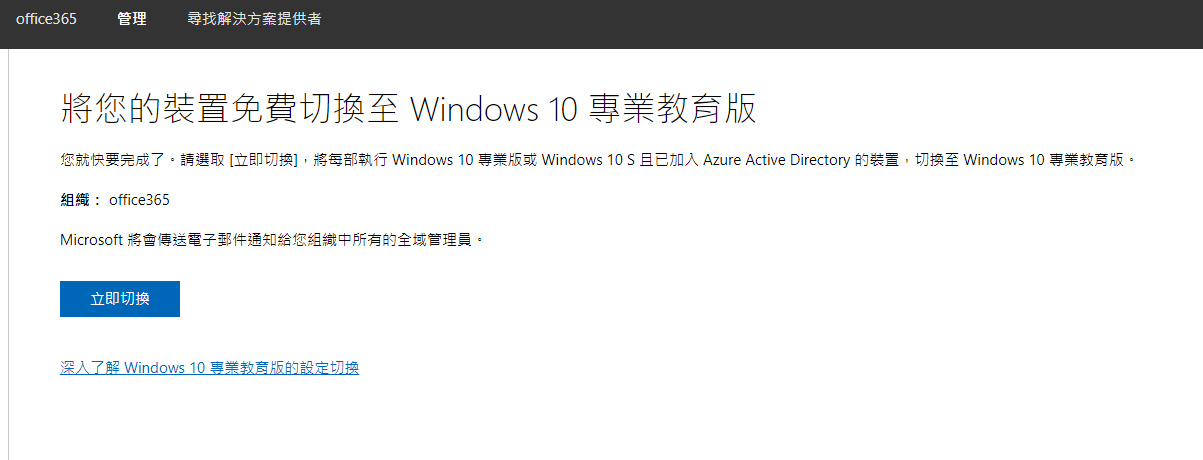 office365 管理 尋找解決方案提供者
將您的裝置免費切換至 Windows 10 專業教育版
您就快要完成了。請選取 [立即切換]，將每部執行 Windows 10 專業版或 Windows 10 S 且已加入 Azure Active Directory 的裝置，切換至 Windows 10 專業教育版。
組織： office365
Microsoft 將會傳送電子郵件通知給您組織中所有的全域管理員。
立即切換
深入了解 Windows 10 專業教育版的設定切換